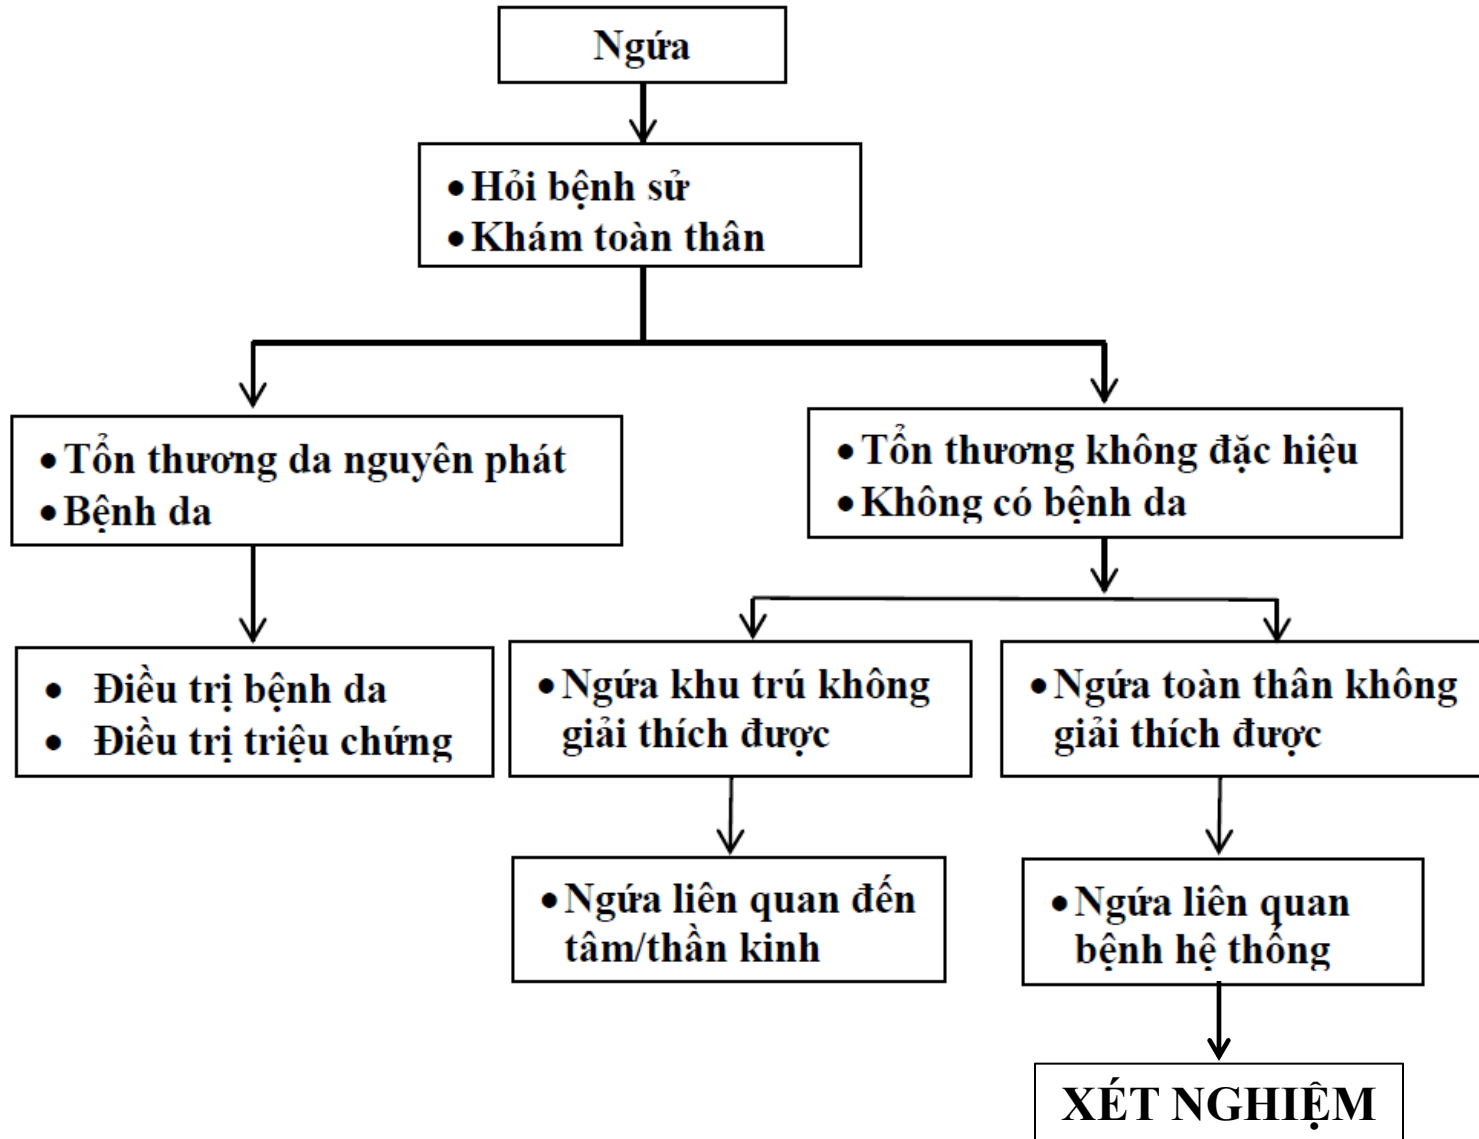 Ngứa
•Hỏi bệnh sử
•Khám toàn thân
•Tổn thương da nguyên phát
•Bệnh da
•Tổn thương không đặc hiệu
•Không có bệnh da
• Điều trị bệnh da
• Điều trị triệu chứng
•Ngứa khu trú không
giải thích được
•Ngứa toàn thân không
giải thích được
•Ngứa liên quan đến
tâm/thần kinh
•Ngứa liên quan
bệnh hệ thống
XÉT NGHIỆM